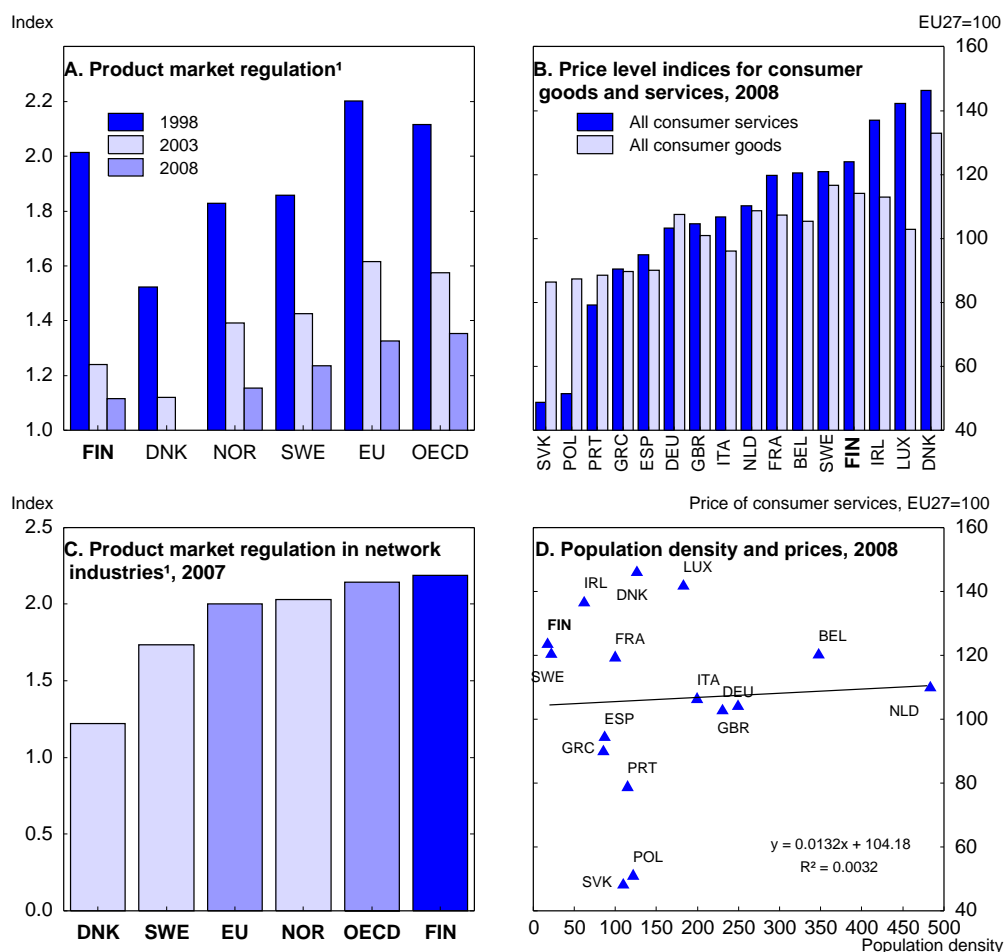 Index
A. Product market regulation¹
1998
2003
2008
2.2
2.0
1.8
1.6
1.4
1.2
1.0
FIN DNK NOR SWE EU OECD
EU27=100
B. Price level indices for consumer
goods and services, 2008
All consumer services
All consumer goods
160
140
120
100
80
60
40
SVK POL PRT GRC ESP DEU GBR ITA NLD FRA BEL SWE FIN IRL LUX DNK
Index
C. Product market regulation in network
industries¹, 2007
2.5
2.0
1.5
1.0
0.5
0.0
DNK SWE EU NOR OECD FIN
Price of consumer services, EU27=100
D. Population density and prices, 2008
160
140
120
100
80
60
40
LUX
IRL
DNK
FIN
FRA
BEL
SWE
ITA
DEU
NLD
GBR
ESP
GRC
PRT
POL
SVK
y = 0.0132x + 104.18
R² = 0.0032
0 50 100 150 200 250 300 350 400 450 500
Population density